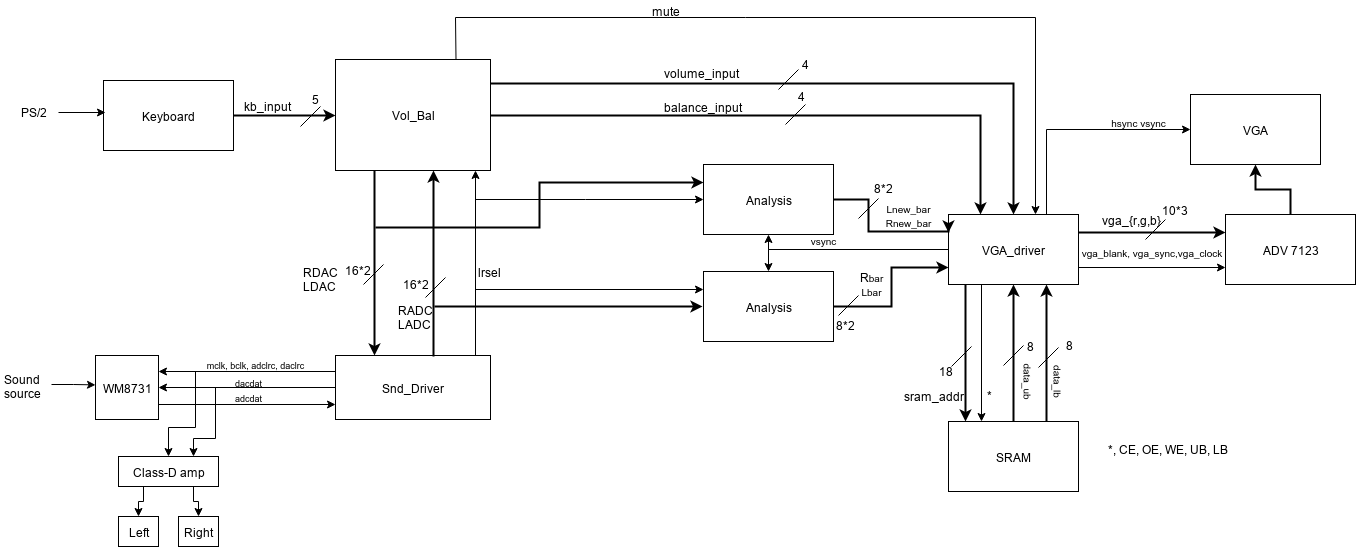 mute
volume_input
4
PS/2
Keyboard
kb_input
5
Vol_Bal
balance_input
4
hsync vsync
VGA
Analysis
8*2
Lnew_bar
Rnew_bar
vsync
VGA_driver
vga_{r,g,b}
10*3
vga_blank, vga_sync,vga_clock
ADV 7123
RDAC
LDAC
16*2
16*2
RADC
LADC
lrsel
Analysis
Rbar
Lbar
8*2
18
sram_addr
*
8
data_ub
8
data_lb
Sound
source
WM8731
mclk, bclk, adclrc, daclrc
dacdat
adcdat
Snd_Driver
SRAM
*, CE, OE, WE, UB, LB
Class-D amp
Left
Right